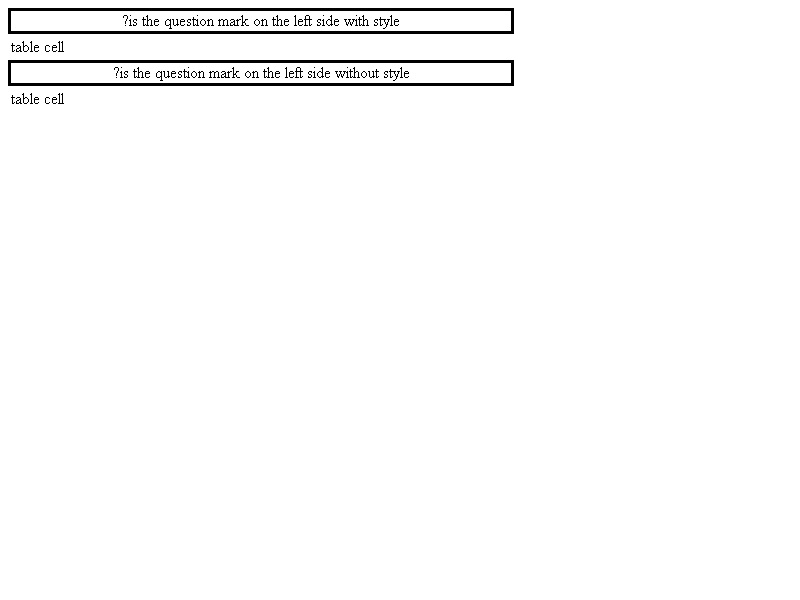 ?is the question mark on the left side with style
table cell
?is the question mark on the left side without style
table cell